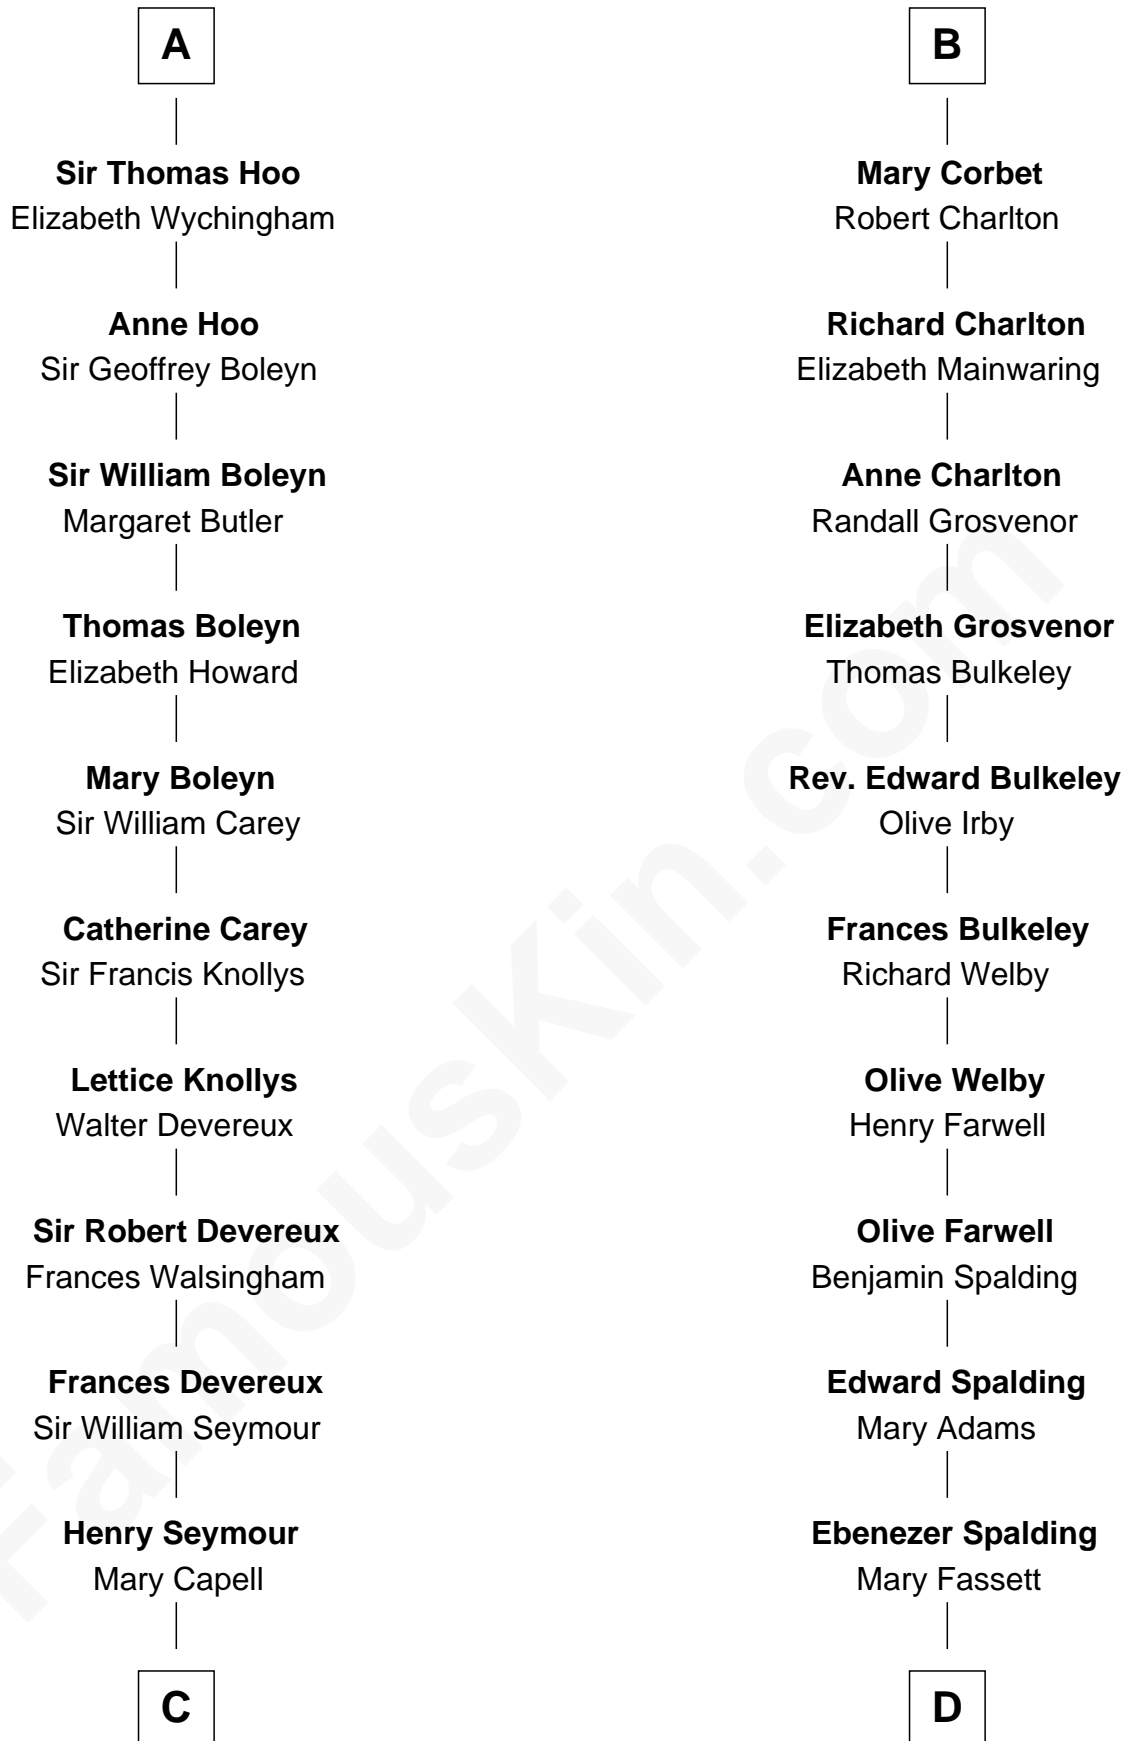 A
Sir Thomas Hoo
Elizabeth Wychingham
Anne Hoo
Sir Geoffrey Boleyn
Sir William Boleyn
Margaret Butler
Thomas Boleyn
Elizabeth Howard
Mary Boleyn
Sir William Carey
Catherine Carey
Sir Francis Knollys
Lettice Knollys
Walter Devereux
Sir Robert Devereux
Frances Walsingham
Frances Devereux
Sir William Seymour
Henry Seymour
Mary Capell
C
B
Mary Corbet
Robert Charlton
Richard Charlton
Elizabeth Mainwaring
Anne Charlton
Randall Grosvenor
Elizabeth Grosvenor
Thomas Bulkeley
Rev. Edward Bulkeley
Olive Irby
Frances Bulkeley
Richard Welby
Olive Welby
Henry Farwell
Olive Farwell
Benjamin Spalding
Edward Spalding
Mary Adams
Ebenezer Spalding
Mary Fassett
D
FamousKin.com